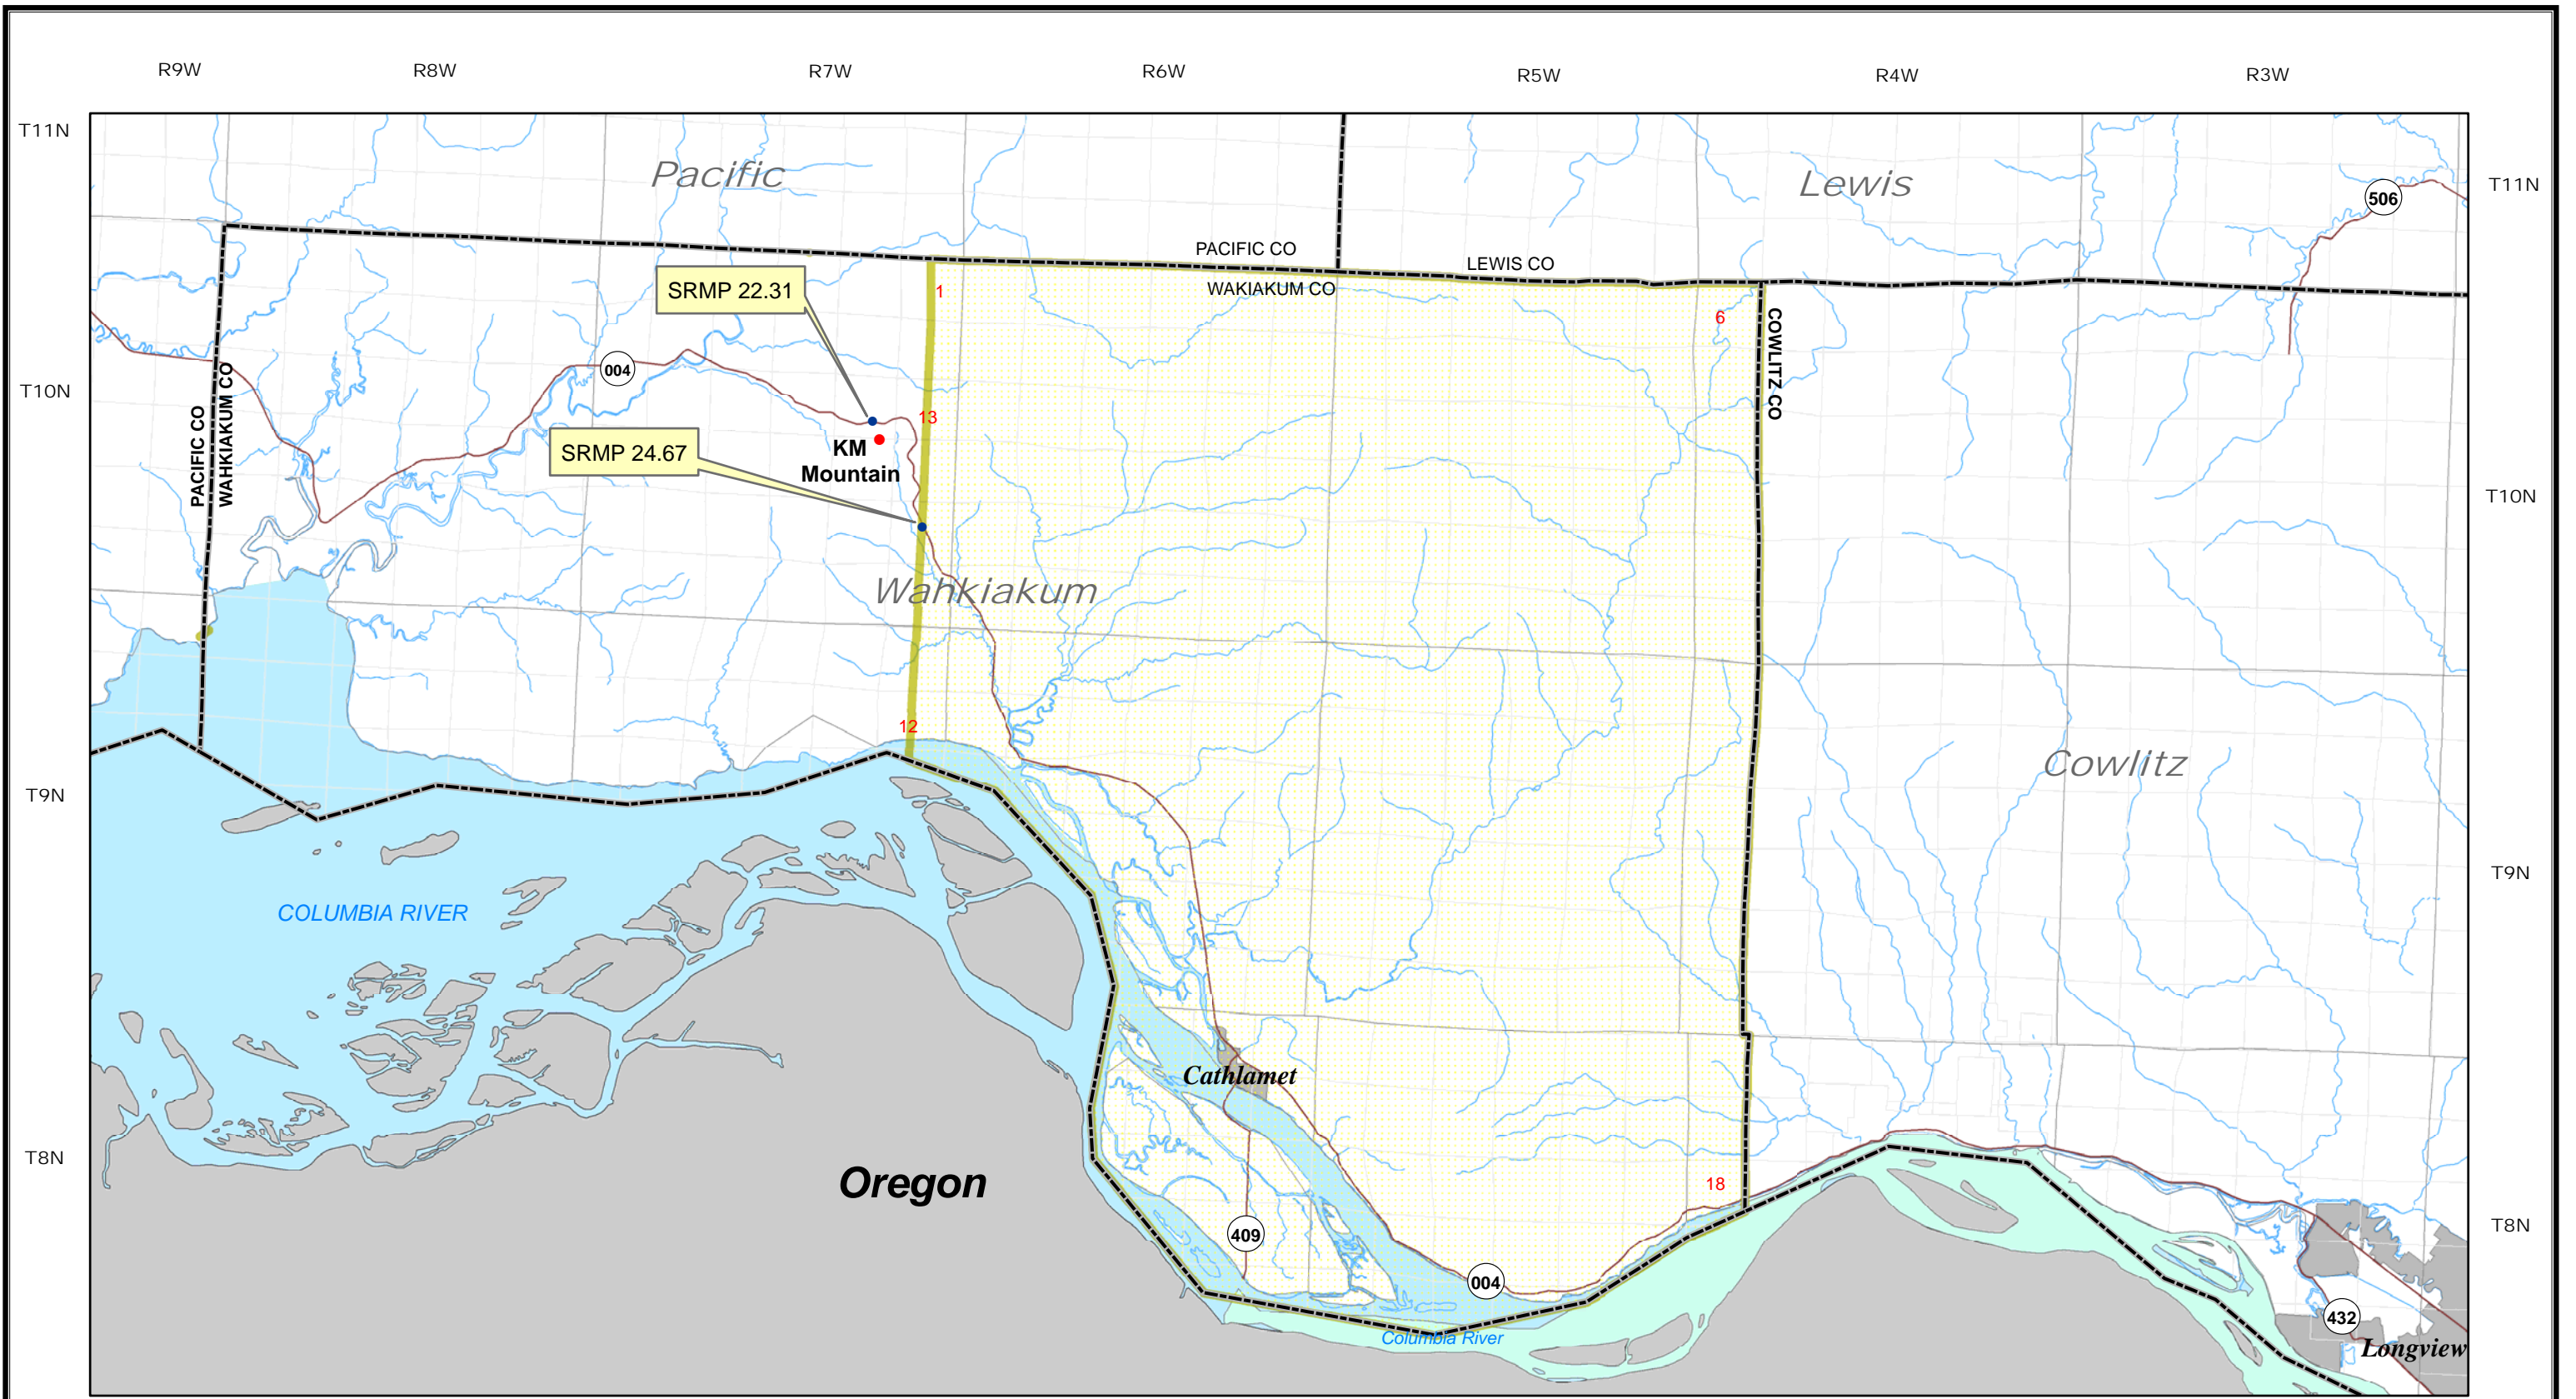 R9W
R8W
R7W
R6W
R5W
R4W
R3W
T11N
T11N
Pacific
Lewis
506
PACIFIC CO
LEWIS CO
WAKIAKUM CO
SRMP 22.31
1
6
COWLITZ CO
004
T10N
PACIFIC CO
WAHKIAKUM CO
13
KM
Mountain
SRMP 24.67
T10N
Wahkiakum
12
Cowlitz
T9N
T9N
COLUMBIA RIVER
Cathlamet
T8N
Oregon
18
T8N
409
004
Columbia River
432
Longview